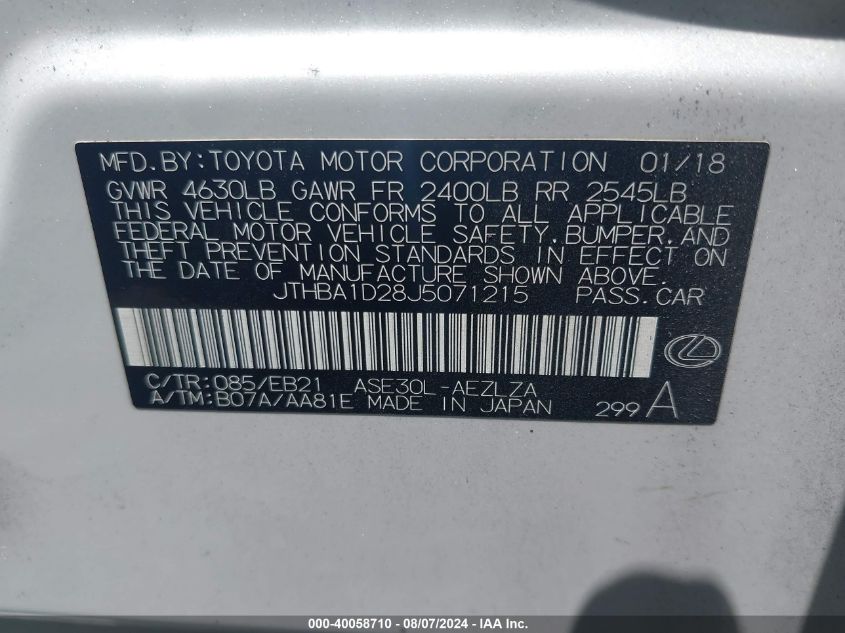 MFD.BY:TOYOTA MOTOR CORPORATION 01/18
GVWR 4630LB GAWR FR 2400LB RR 2545LB
THIS VEHICLE CONFORMS TO ALL APPLICABLE
FEDERAL MOTOR VEHICLE SAFETY,BUMPER,AND
THEFT PREVENTION STANDARDS IN EFFECT ON
THE DATE OF MANUFACTURE SHOWN ABOVE.
JTHBA1D28J5071215 PASS.CAR
C/TR:085/EB21 ASE30L-AEZLZA
A/TM:B07A/AA81E MADE IN JAPAN 299A
000-40058710 - 08/07/2024 - IAA Inc.